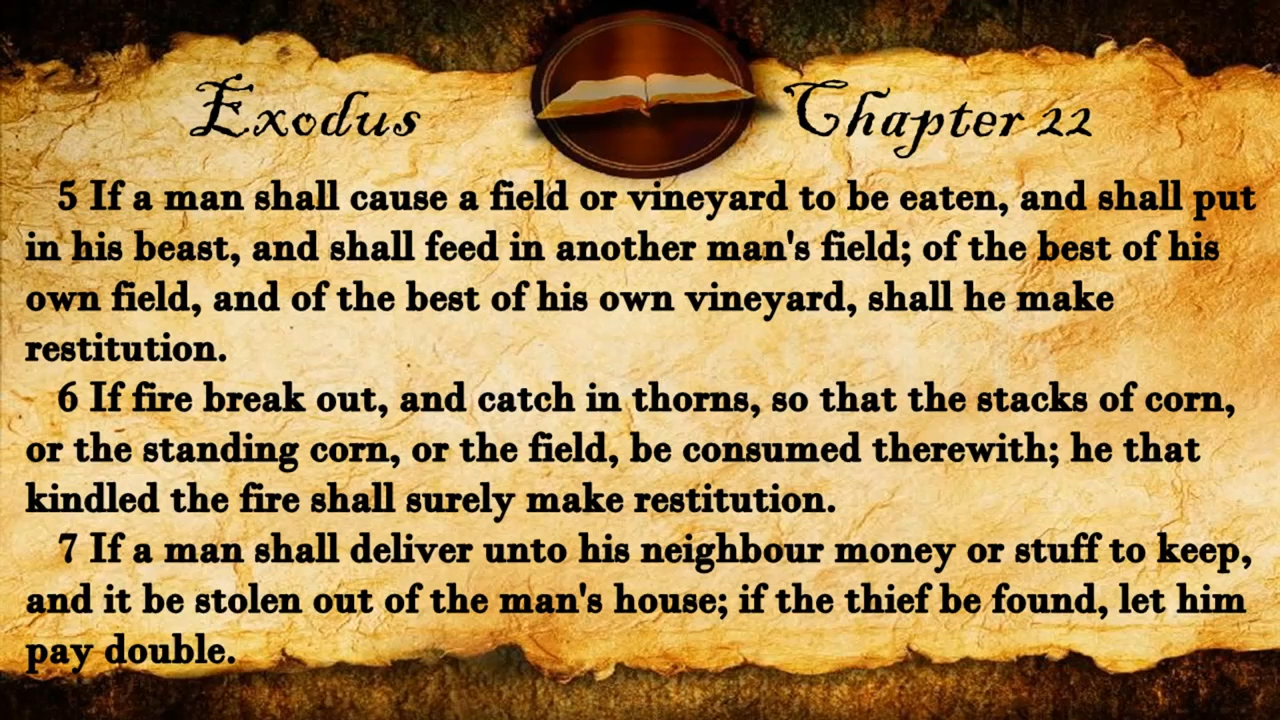 Exodus Chapter 22
5 If a man shall cause a field or vineyard to be eaten, and shall put
in his beast, and shall feed in another man's field; of the best of his
own field, and of the best of his own vineyard, shall he make
restitution.
6 If fire break out, and catch in thorns, so that the stacks of corn,
or the standing corn, or the field, be consumed therewith; he that
kindled the fire shall surely make restitution.
7 If a man shall deliver unto his neighbour money or stuff to keep,
and it be stolen out of the man's house; if the thief be found, let him
pay double.